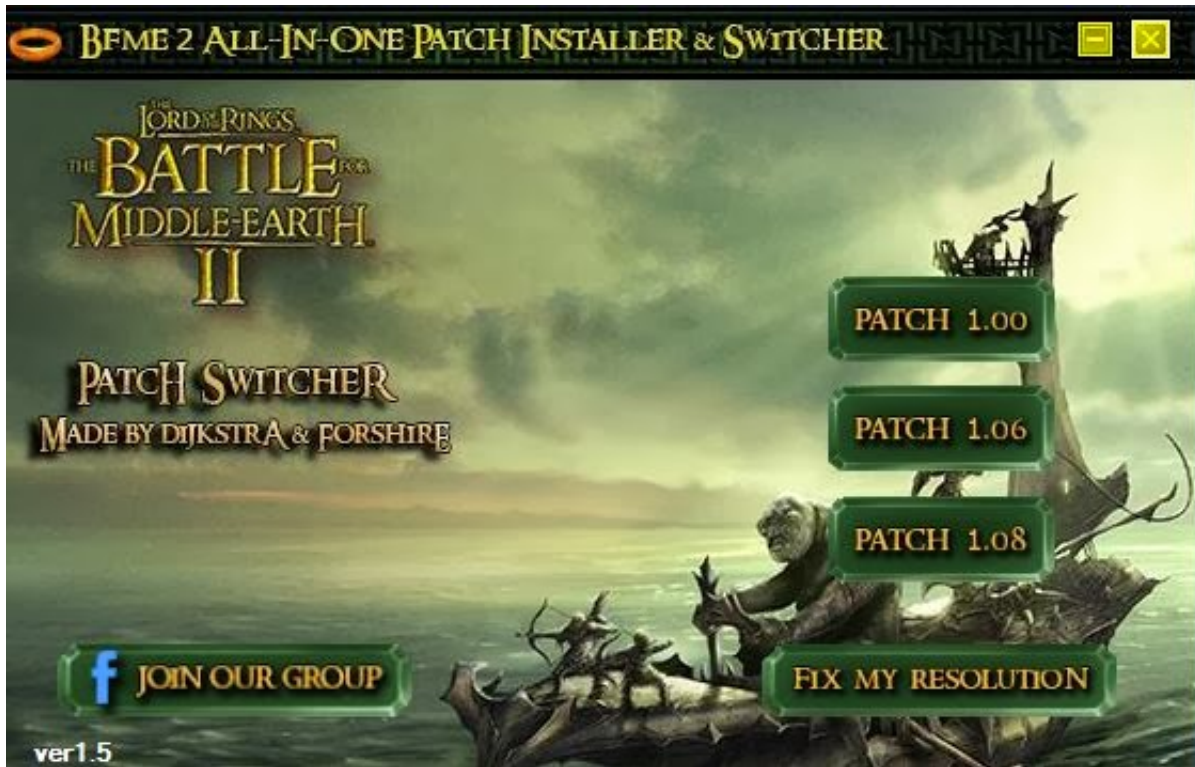 BFME 2 ALL-IN-ONE PATCH INSTALLER & SWITCHER
THE
LORD OF THE RINGS
THE BATTLE FOR
MIDDLE-EARTH
II
PATCH 1.00
PATCH SWITCHER
MADE BY DIJKSTRA & FORSHIRE
PATCH 1.06
PATCH 1.08
f JOIN OUR GROUP
FIX MY RESOLUTION
ver1.5